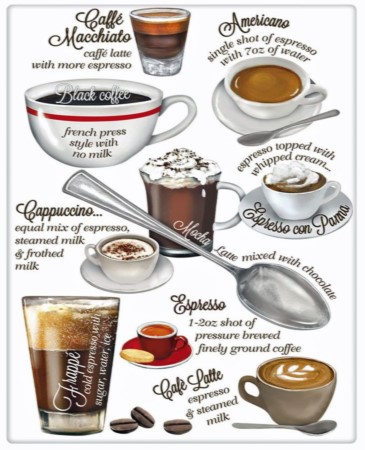 Caffé
Macchiato
caffé latte
with more espresso
Americano
single shot of espresso
with 7oz of water
Black coffee
french press
style with
no milk
espresso topped with
whipped cream...
Espresso con Panna
Cappuccino...
equal mix of espresso,
steamed milk
& frothed
milk
Mocha
Latte mixed with chocolate
Espresso
1-2oz shot of
pressure brewed
finely ground coffee
Frappé
cold espresso with
sugar, water, ice
Café Latte
espresso
& steamed
milk